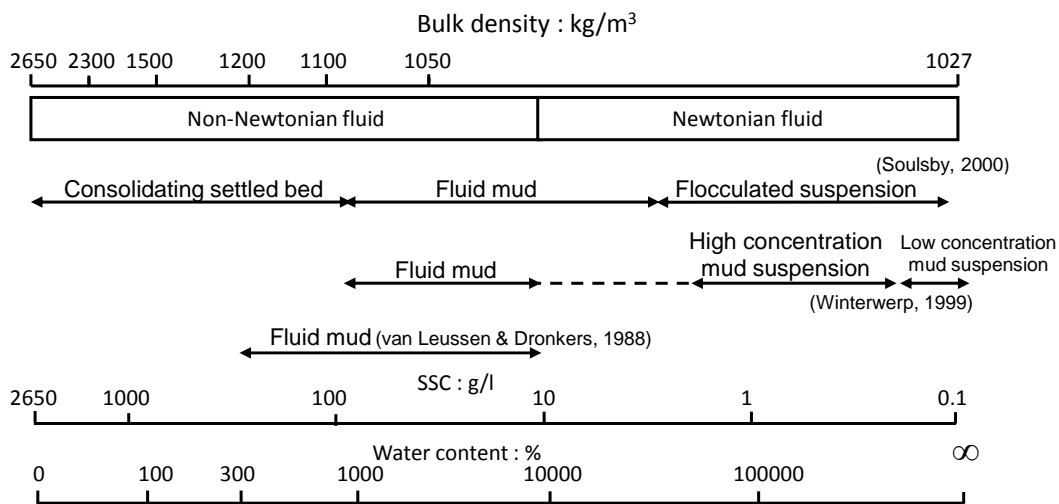 Bulk density : kg/m³
2650 2300 1500 1200 1100 1050 1027
Non-Newtonian fluid Newtonian fluid
(Soulsby, 2000)
Consolidating settled bed Fluid mud Flocculated suspension
High concentration
mud suspension
Low concentration
mud suspension
Fluid mud
(Winterwerp, 1999)
Fluid mud (van Leussen & Dronkers, 1988)
SSC : g/l
2650 1000 100 10 1 0.1
Water content : %
0 100 300 1000 10000 100000 ∞